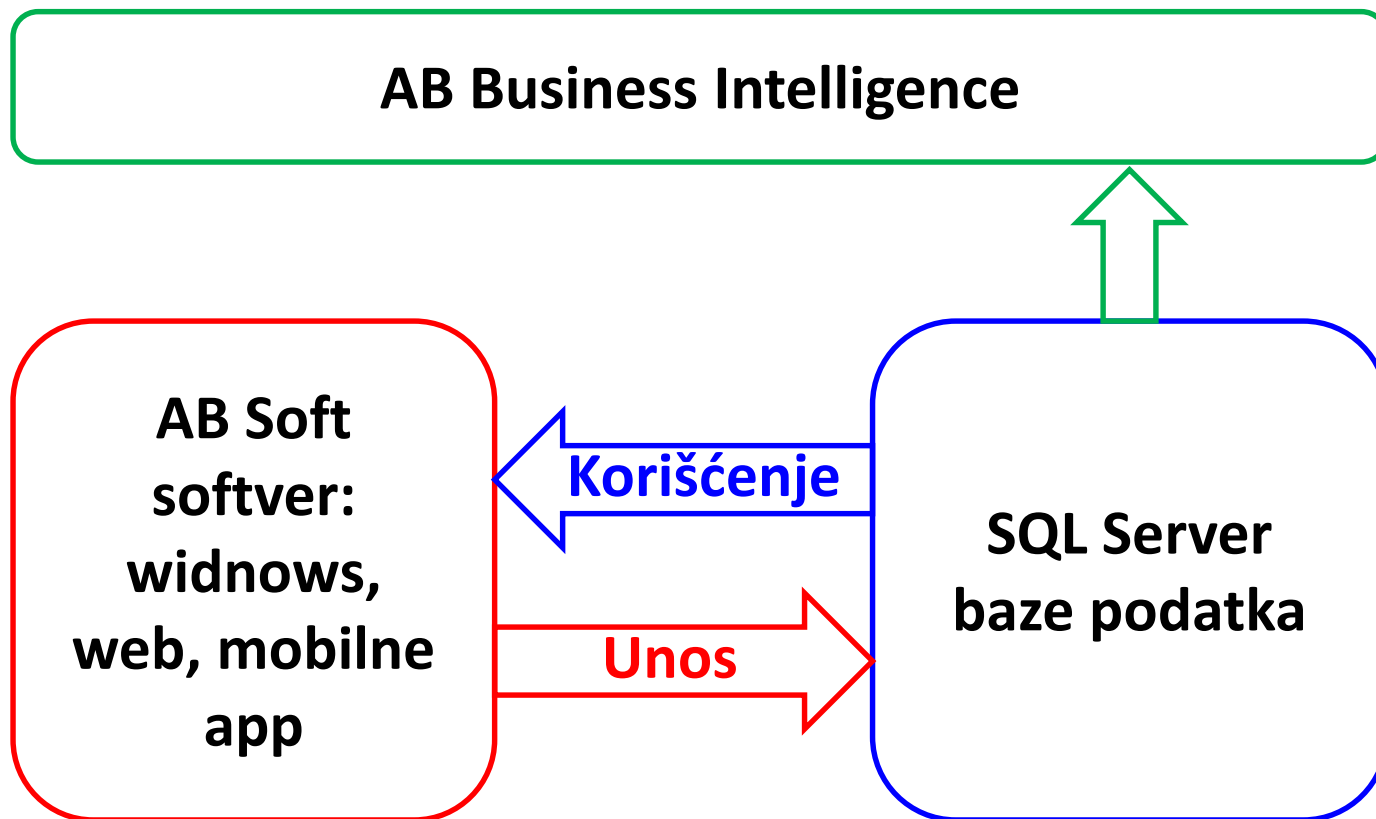 AB Business Intelligence
AB Soft
softver:
widnows,
web, mobilne
app
Korišćenje
Unos
SQL Server
baze podatka